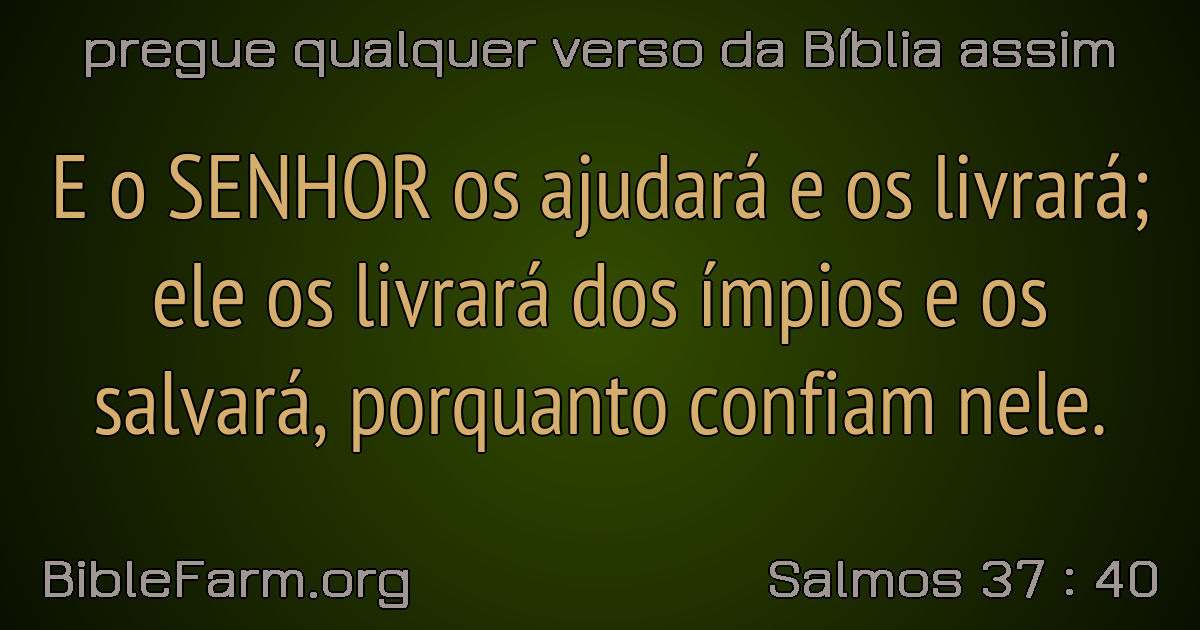 pregue qualquer verso da Bíblia assim
E o SENHOR os ajudará e os livrará;
ele os livrará dos ímpios e os
salvará, porquanto confiam nele.
BibleFarm.org
Salmos 37 : 40